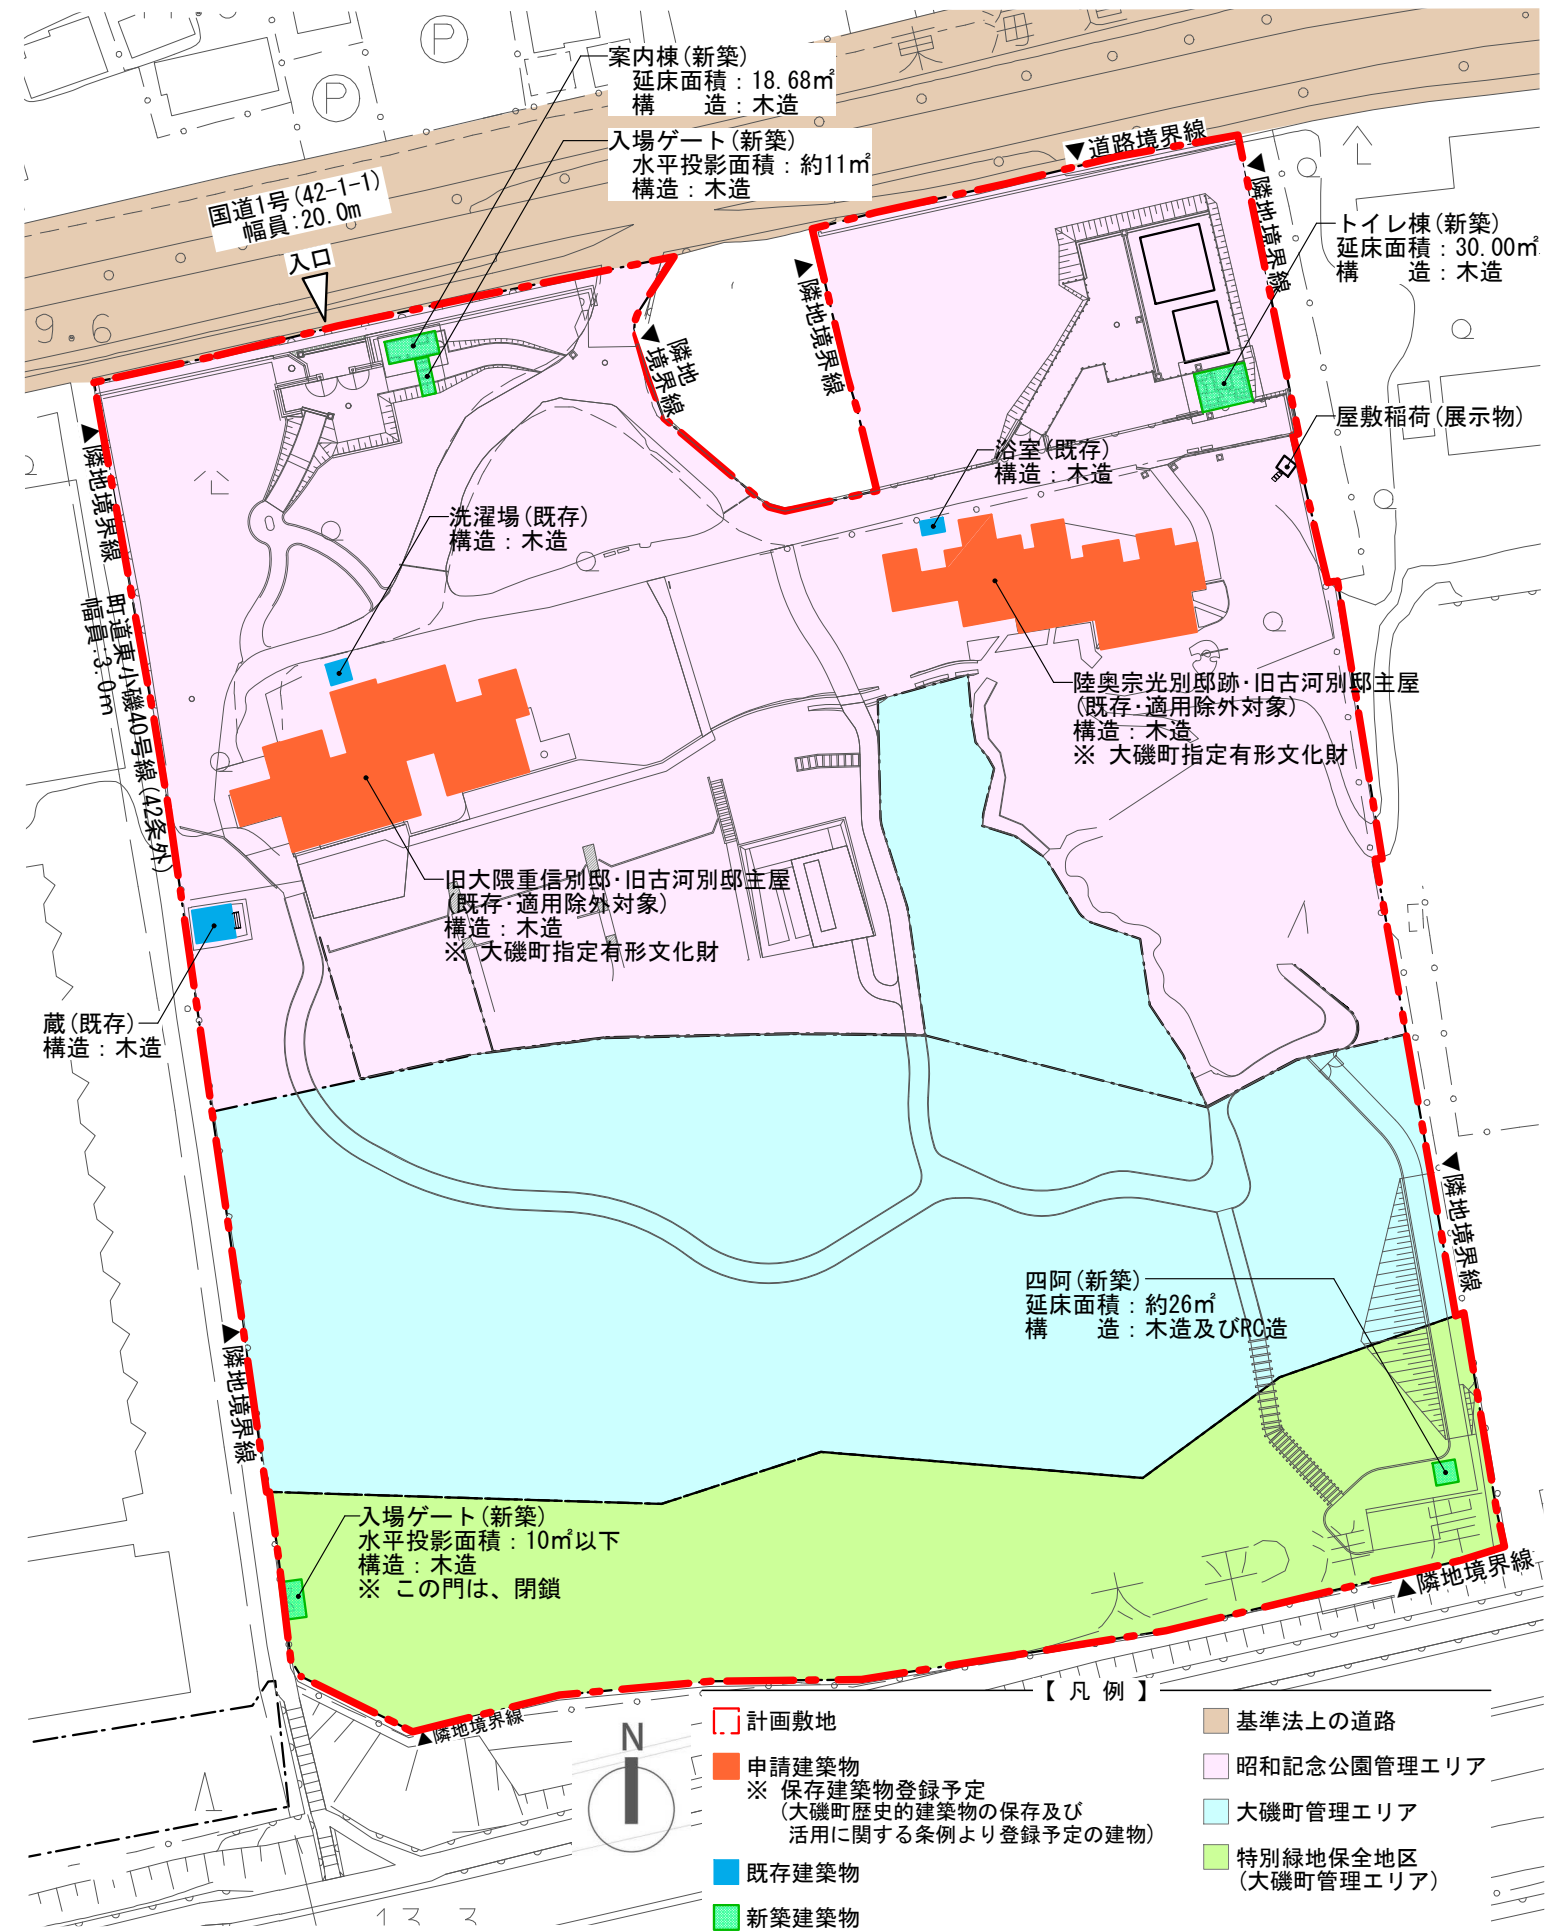 東海道
Ⓟ
Ⓟ
案内棟(新築)
延床面積：18.68㎡
構　　造：木造
入場ゲート(新築)
水平投影面積：約11㎡
構造：木造
▼道路境界線
国道1号(42-1-1)
幅員:20.0m
入口
9.6
▼隣地境界線
トイレ棟(新築)
延床面積：30.00㎡
構　　造：木造
▼隣地境界線
▼隣地
境界線
屋敷稲荷(展示物)
▼隣地境界線
浴室(既存)
構造：木造
洗濯場(既存)
構造：木造
町道東小磯40号線(42条外)
幅員:3.0m
陸奥宗光別邸跡･旧古河別邸主屋
(既存･適用除外対象)
構造：木造
※ 大磯町指定有形文化財
旧大隈重信別邸･旧古河別邸主屋
(既存･適用除外対象)
構造：木造
※ 大磯町指定有形文化財
蔵(既存)
構造：木造
▼隣地境界線
四阿(新築)
延床面積：約26㎡
構　　造：木造及びRC造
▼隣地境界線
入場ゲート(新築)
水平投影面積：10㎡以下
構造：木造
※ この門は、閉鎖
▲隣地境界線
▲隣地境界線
N
【 凡 例 】
計画敷地
申請建築物
※ 保存建築物登録予定
(大磯町歴史的建築物の保存及び
活用に関する条例より登録予定の建物)
既存建築物
新築建築物
基準法上の道路
昭和記念公園管理エリア
大磯町管理エリア
特別緑地保全地区
(大磯町管理エリア)